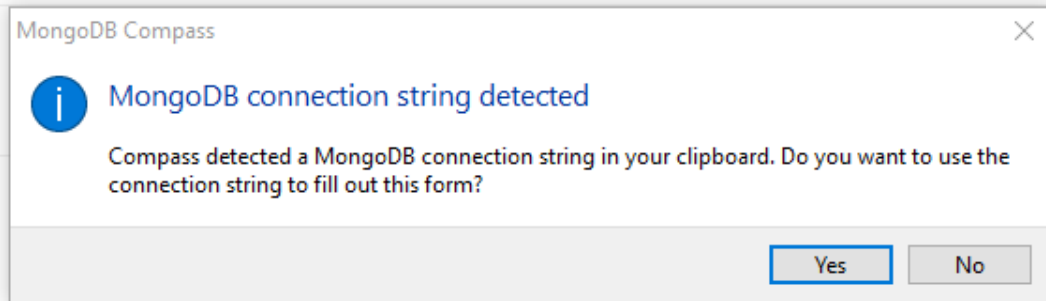 MongoDB Compass
MongoDB connection string detected
Compass detected a MongoDB connection string in your clipboard. Do you want to use the
connection string to fill out this form?
Yes No